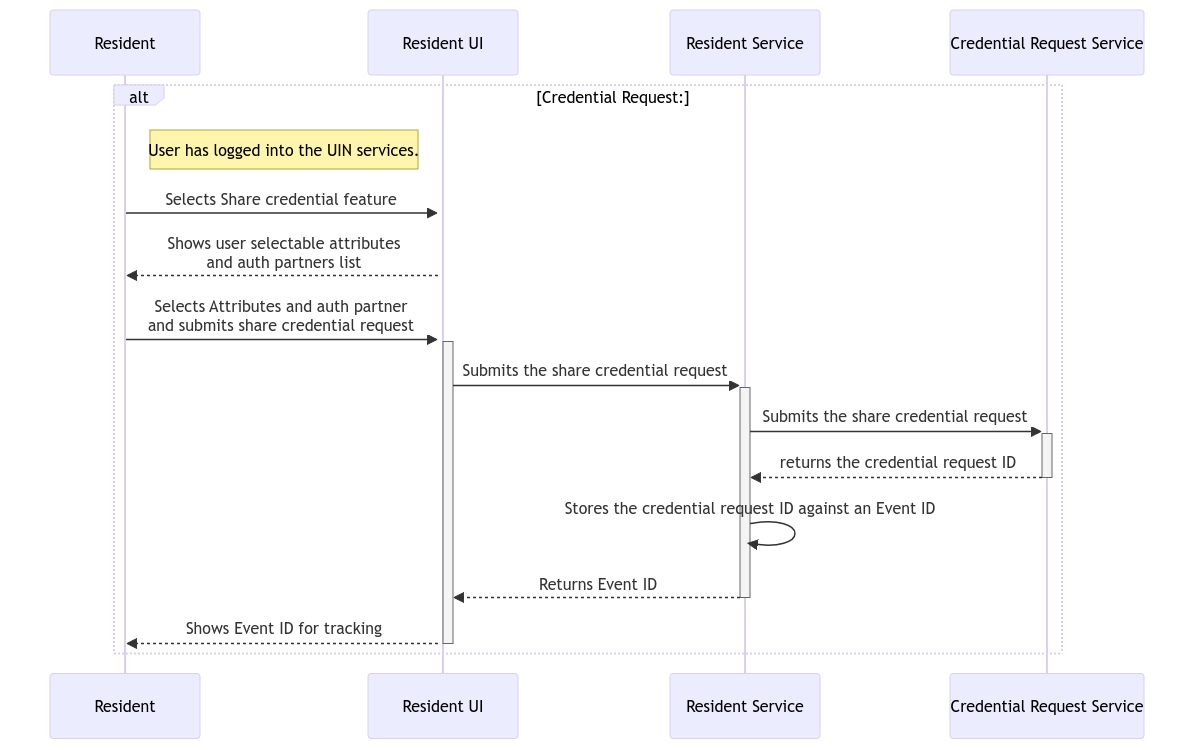 Resident
Resident UI
Resident Service
Credential Request Service
alt
[Credential Request:]
User has logged into the UIN services.
Selects Share credential feature
Shows user selectable attributes
and auth partners list
Selects Attributes and auth partner
and submits share credential request
Submits the share credential request
Submits the share credential request
returns the credential request ID
Stores the credential request ID against an Event ID
Returns Event ID
Shows Event ID for tracking
Resident
Resident UI
Resident Service
Credential Request Service